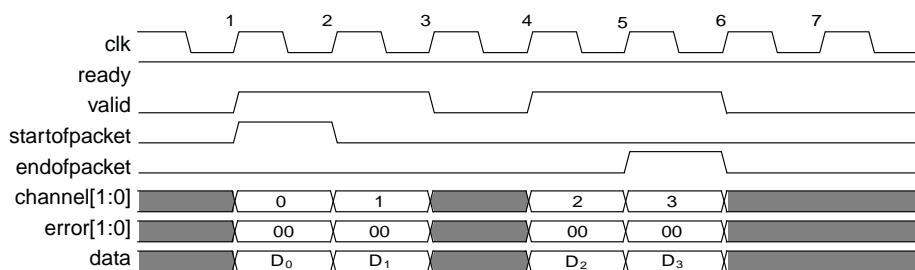 1 2 3 4 5 6 7
clk
ready
valid
startofpacket
endofpacket
channel[1:0] 0 1 2 3
error[1:0] 00 00 00 00
data D₀ D₁ D₂ D₃